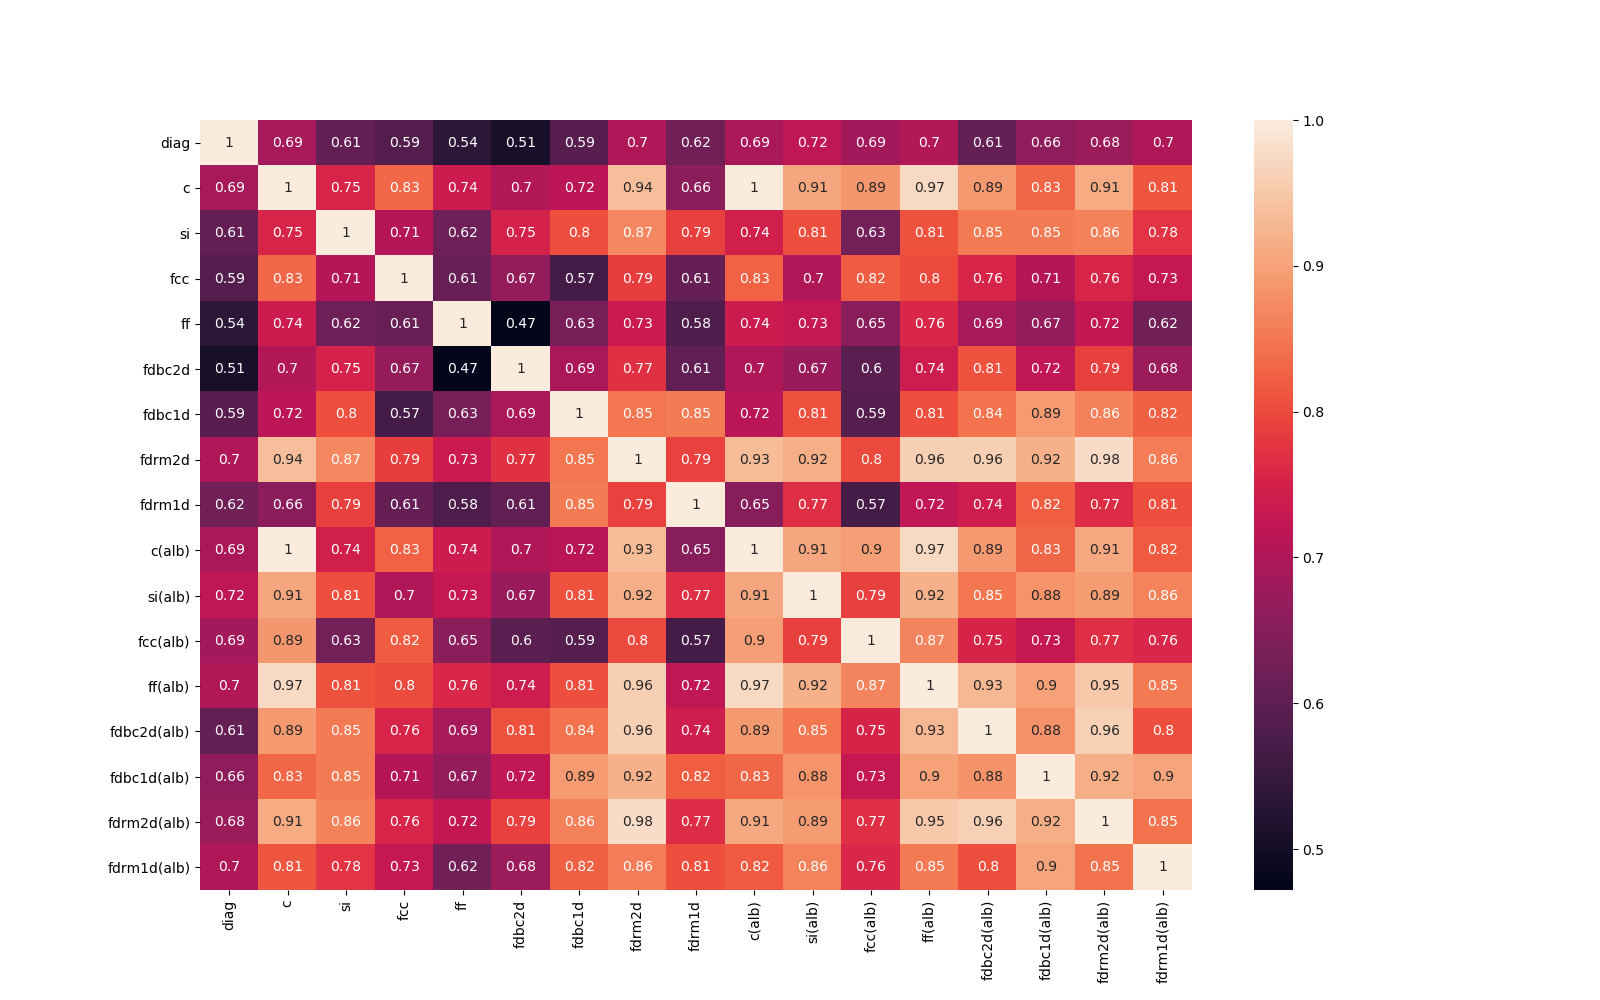 diag 1 0.69 0.61 0.59 0.54 0.51 0.59 0.7 0.62 0.69 0.72 0.69 0.7 0.61 0.66 0.68 0.7
c 0.69 1 0.75 0.83 0.74 0.7 0.72 0.94 0.66 1 0.91 0.89 0.97 0.89 0.83 0.91 0.81
si 0.61 0.75 1 0.71 0.62 0.75 0.8 0.87 0.79 0.74 0.81 0.63 0.81 0.85 0.85 0.86 0.78
fcc 0.59 0.83 0.71 1 0.61 0.67 0.57 0.79 0.61 0.83 0.7 0.82 0.8 0.76 0.71 0.76 0.73
ff 0.54 0.74 0.62 0.61 1 0.47 0.63 0.73 0.58 0.74 0.73 0.65 0.76 0.69 0.67 0.72 0.62
fdbc2d 0.51 0.7 0.75 0.67 0.47 1 0.69 0.77 0.61 0.7 0.67 0.6 0.74 0.81 0.72 0.79 0.68
fdbc1d 0.59 0.72 0.8 0.57 0.63 0.69 1 0.85 0.85 0.72 0.81 0.59 0.81 0.84 0.89 0.86 0.82
fdrm2d 0.7 0.94 0.87 0.79 0.73 0.77 0.85 1 0.79 0.93 0.92 0.8 0.96 0.96 0.92 0.98 0.86
fdrm1d 0.62 0.66 0.79 0.61 0.58 0.61 0.85 0.79 1 0.65 0.77 0.57 0.72 0.74 0.82 0.77 0.81
c(alb) 0.69 1 0.74 0.83 0.74 0.7 0.72 0.93 0.65 1 0.91 0.9 0.97 0.89 0.83 0.91 0.82
si(alb) 0.72 0.91 0.81 0.7 0.73 0.67 0.81 0.92 0.77 0.91 1 0.79 0.92 0.85 0.88 0.89 0.86
fcc(alb) 0.69 0.89 0.63 0.82 0.65 0.6 0.59 0.8 0.57 0.9 0.79 1 0.87 0.75 0.73 0.77 0.76
ff(alb) 0.7 0.97 0.81 0.8 0.76 0.74 0.81 0.96 0.72 0.97 0.92 0.87 1 0.93 0.9 0.95 0.85
fdbc2d(alb) 0.61 0.89 0.85 0.76 0.69 0.81 0.84 0.96 0.74 0.89 0.85 0.75 0.93 1 0.88 0.96 0.8
fdbc1d(alb) 0.66 0.83 0.85 0.71 0.67 0.72 0.89 0.92 0.82 0.83 0.88 0.73 0.9 0.88 1 0.92 0.9
fdrm2d(alb) 0.68 0.91 0.86 0.76 0.72 0.79 0.86 0.98 0.77 0.91 0.89 0.77 0.95 0.96 0.92 1 0.85
fdrm1d(alb) 0.7 0.81 0.78 0.73 0.62 0.68 0.82 0.86 0.81 0.82 0.86 0.76 0.85 0.8 0.9 0.85 1
diag c si fcc ff fdbc2d fdbc1d fdrm2d fdrm1d c(alb) si(alb) fcc(alb) ff(alb) fdbc2d(alb) fdbc1d(alb) fdrm2d(alb) fdrm1d(alb)
1.0
0.9
0.8
0.7
0.6
0.5